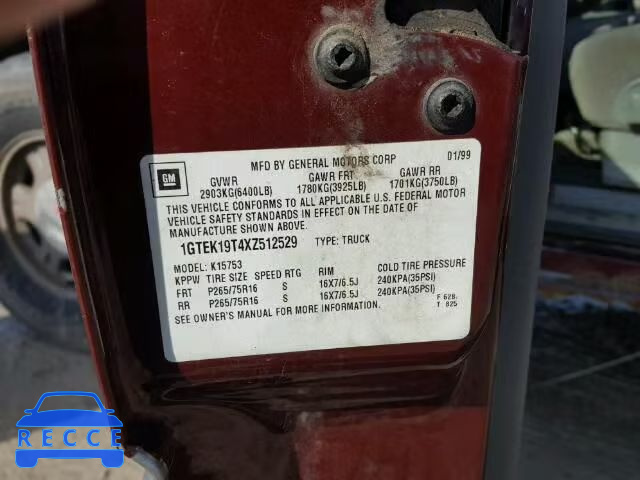 MFD BY GENERAL MOTORS CORP 01/99
GM GVWR GAWR FRT GAWR RR
2903KG(6400LB) 1780KG(3925LB) 1701KG(3750LB)
THIS VEHICLE CONFORMS TO ALL APPLICABLE U.S. FEDERAL MOTOR
VEHICLE SAFETY STANDARDS IN EFFECT ON THE DATE OF
MANUFACTURE SHOWN ABOVE.
1GTEK19T4XZ512529 TYPE: TRUCK
MODEL: K15753
KPPW TIRE SIZE SPEED RTG RIM COLD TIRE PRESSURE
FRT P265/75R16 S 16X7/6.5J 240KPA(35PSI)
RR P265/75R16 S 16X7/6.5J 240KPA(35PSI)
SEE OWNER'S MANUAL FOR MORE INFORMATION.
F 628.
T 825
RECCE